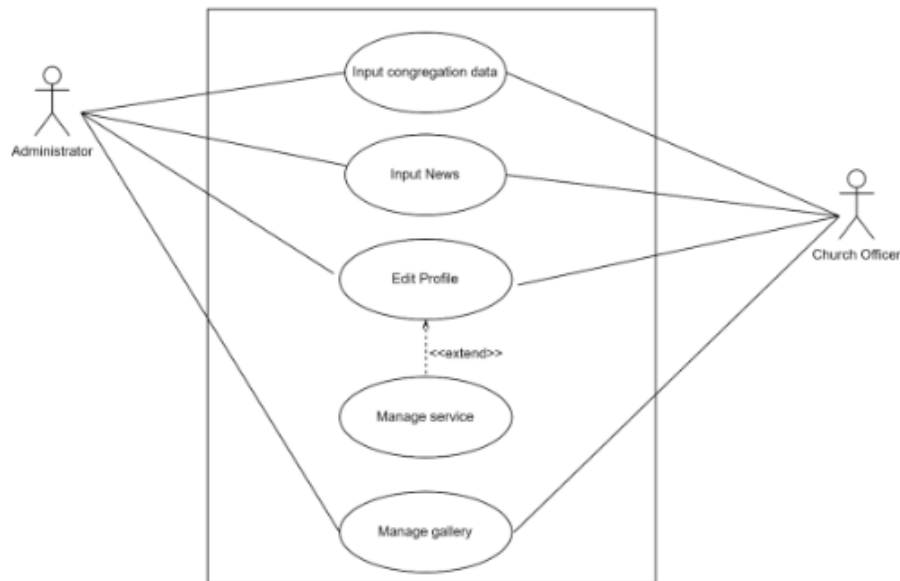 Input congregation data
Administrator
Input News
Church Officer
Edit Profile
<<extend>>
Manage service
Manage gallery